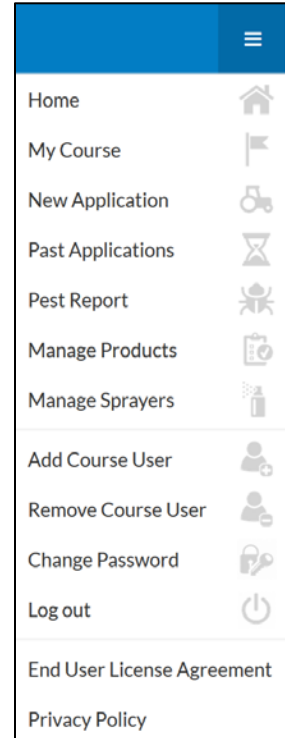 Home
My Course
New Application
Past Applications
Pest Report
Manage Products
Manage Sprayers
Add Course User
Remove Course User
Change Password
Log out
End User License Agreement
Privacy Policy